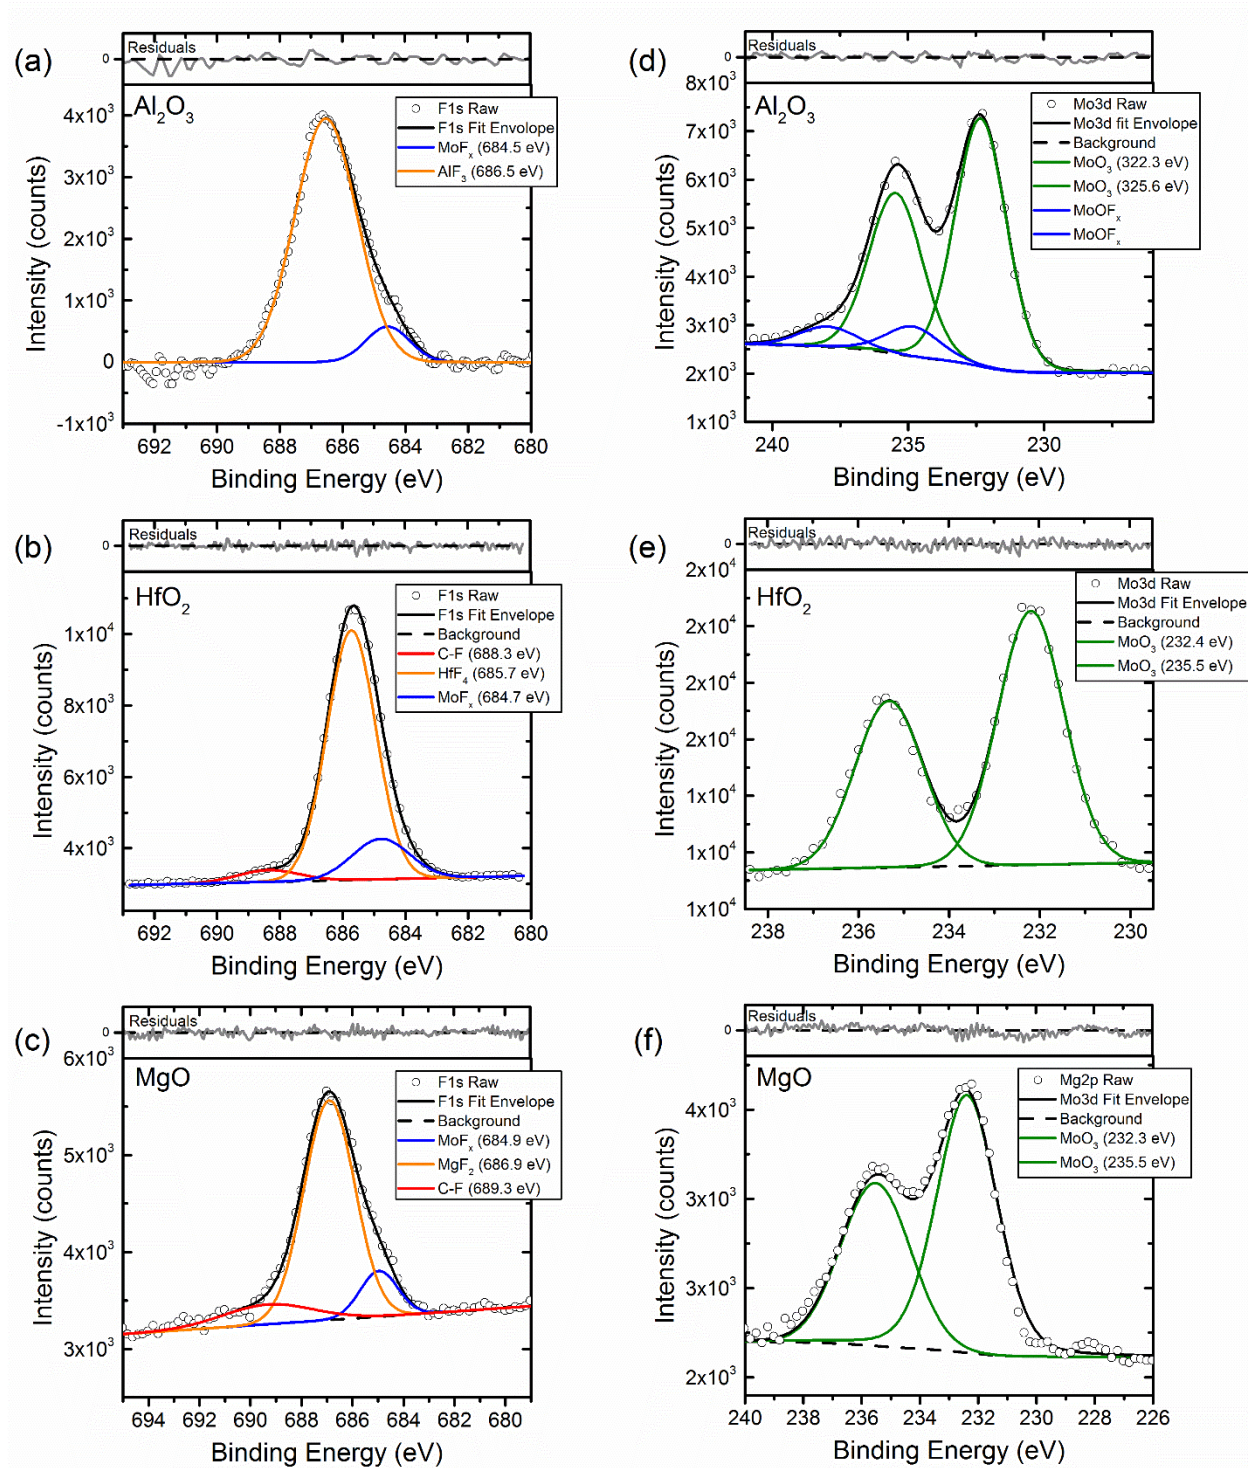 (a)
Residuals
0
Al₂O₃
F1s Raw
F1s Fit Envolope
MoFₓ (684.5 eV)
AlF₃ (686.5 eV)
4x10³
3x10³
2x10³
1x10³
0
-1x10³
Intensity (counts)
692 690 688 686 684 682 680
Binding Energy (eV)
(d)
Residuals
0
Al₂O₃
Mo3d Raw
Mo3d fit Envelope
Background
MoO₃ (322.3 eV)
MoO₃ (325.6 eV)
MoOFₓ
MoOFₓ
8x10³
7x10³
6x10³
5x10³
4x10³
3x10³
2x10³
1x10³
Intensity (counts)
240 235 230
Binding Energy (eV)
(b)
Residuals
0
HfO₂
F1s Raw
F1s Fit Envelope
Background
C-F (688.3 eV)
HfF₄ (685.7 eV)
MoFₓ (684.7 eV)
1x10⁴
8x10³
6x10³
4x10³
Intensity (counts)
692 690 688 686 684 682 680
Binding Energy (eV)
(e)
Residuals
0
HfO₂
Mo3d Raw
Mo3d Fit Envelope
Background
MoO₃ (232.4 eV)
MoO₃ (235.5 eV)
2x10⁴
2x10⁴
2x10⁴
2x10⁴
1x10⁴
1x10⁴
1x10⁴
Intensity (counts)
238 236 234 232 230
Binding Energy (eV)
(c)
Residuals
0
MgO
F1s Raw
F1s Fit Envelope
Background
MoFₓ (684.9 eV)
MgF₂ (686.9 eV)
C-F (689.3 eV)
6x10³
5x10³
4x10³
3x10³
Intensity (counts)
694 692 690 688 686 684 682 680
Binding Energy (eV)
(f)
Residuals
0
MgO
Mg2p Raw
Mo3d Fit Envelope
Background
MoO₃ (232.3 eV)
MoO₃ (235.5 eV)
4x10³
3x10³
3x10³
2x10³
Intensity (counts)
240 238 236 234 232 230 228 226
Binding Energy (eV)